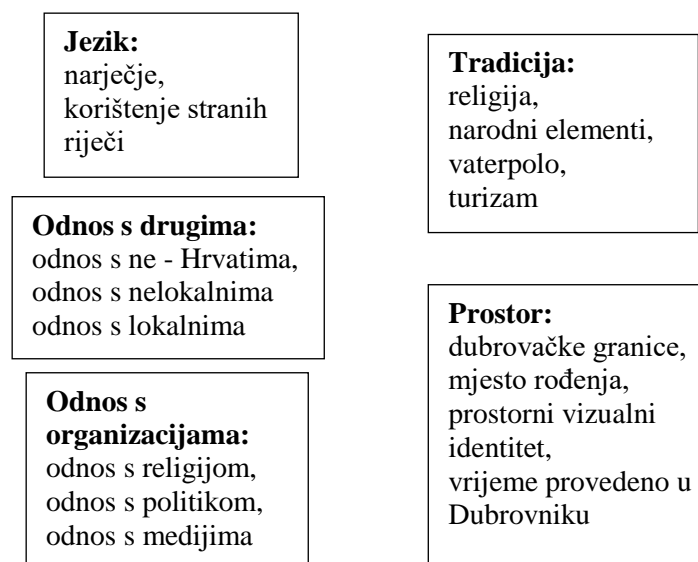 Jezik:
narječje,
korištenje stranih
riječi
Odnos s drugima:
odnos s ne - Hrvatima,
odnos s nelokalnima
odnos s lokalnima
Odnos s
organizacijama:
odnos s religijom,
odnos s politikom,
odnos s medijima
Tradicija:
religija,
narodni elementi,
vaterpolo,
turizam
Prostor:
dubrovačke granice,
mjesto rođenja,
prostorni vizualni
identitet,
vrijeme provedeno u
Dubrovniku